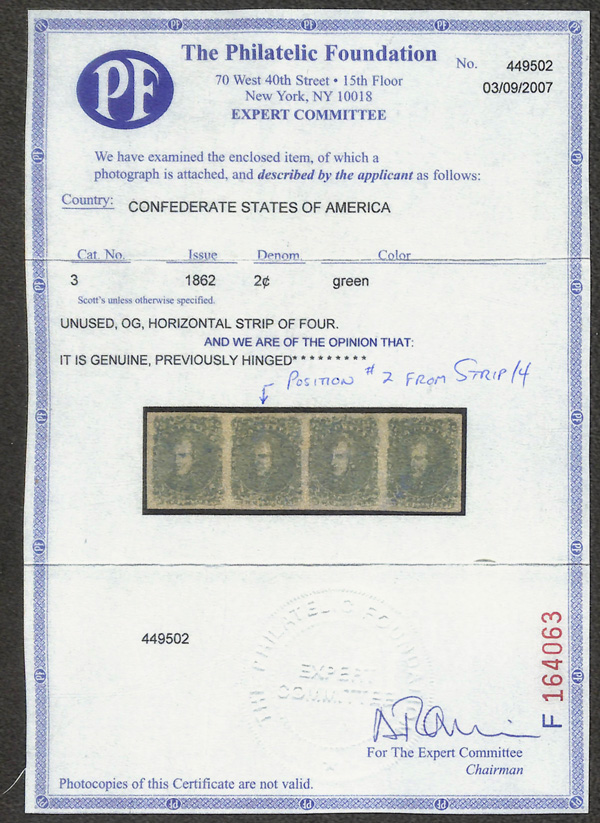 PF
The Philatelic Foundation
70 West 40th Street • 15th Floor
New York, NY 10018
EXPERT COMMITTEE
No. 449502
03/09/2007
We have examined the enclosed item, of which a
photograph is attached, and described by the applicant as follows:
Country: CONFEDERATE STATES OF AMERICA
Cat. No. Issue Denom. Color
3 1862 2¢ green
Scott's unless otherwise specified.
UNUSED, OG, HORIZONTAL STRIP OF FOUR.
AND WE ARE OF THE OPINION THAT:
IT IS GENUINE, PREVIOUSLY HINGED*********
POSITION #2 FROM STRIP/4
449502
THE PHILATELIC FOUNDATION
EXPERT
COMMITTEE
F 164063
For The Expert Committee
Chairman
Photocopies of this Certificate are not valid.